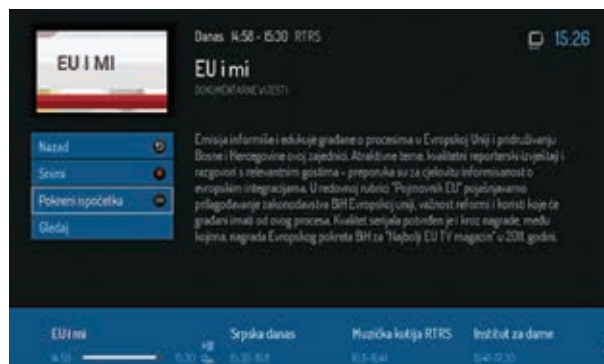 EU I MI
Danas 14:58 - 15:30 RTRS
15:26
EU i mi
DOKUMENTARNE VIJESTI
Nazad
Snimi
Pokreni ispočetka
Gledaj
Emisija informiše i edukuje građane o procesima u Evropskoj Uniji i pridruživanju
Bosne i Hercegovine ovoj zajednici. Atraktivne teme, kvalitetni reporterski izvještaji i
razgovori s relevantnim gostima - preporuka su za cjelovitu informisanost o
evropskim integracijama. U redovnoj rubrici "Pojmovnik EU" pojašnjavamo
prilagođavanje zakonodavstva BiH Evropskoj uniji, važnost reformi i koristi koje će
građani imati od ovog procesa. Kvalitet serijala potvrđen je i kroz nagrade, među
kojima, nagrada Evropskog pokreta BiH za "Najbolji EU TV magazin" u 2011. godini.
EU i mi
Srpska danas
Muzička kutija RTRS
Institut za dame
14:58
15:30